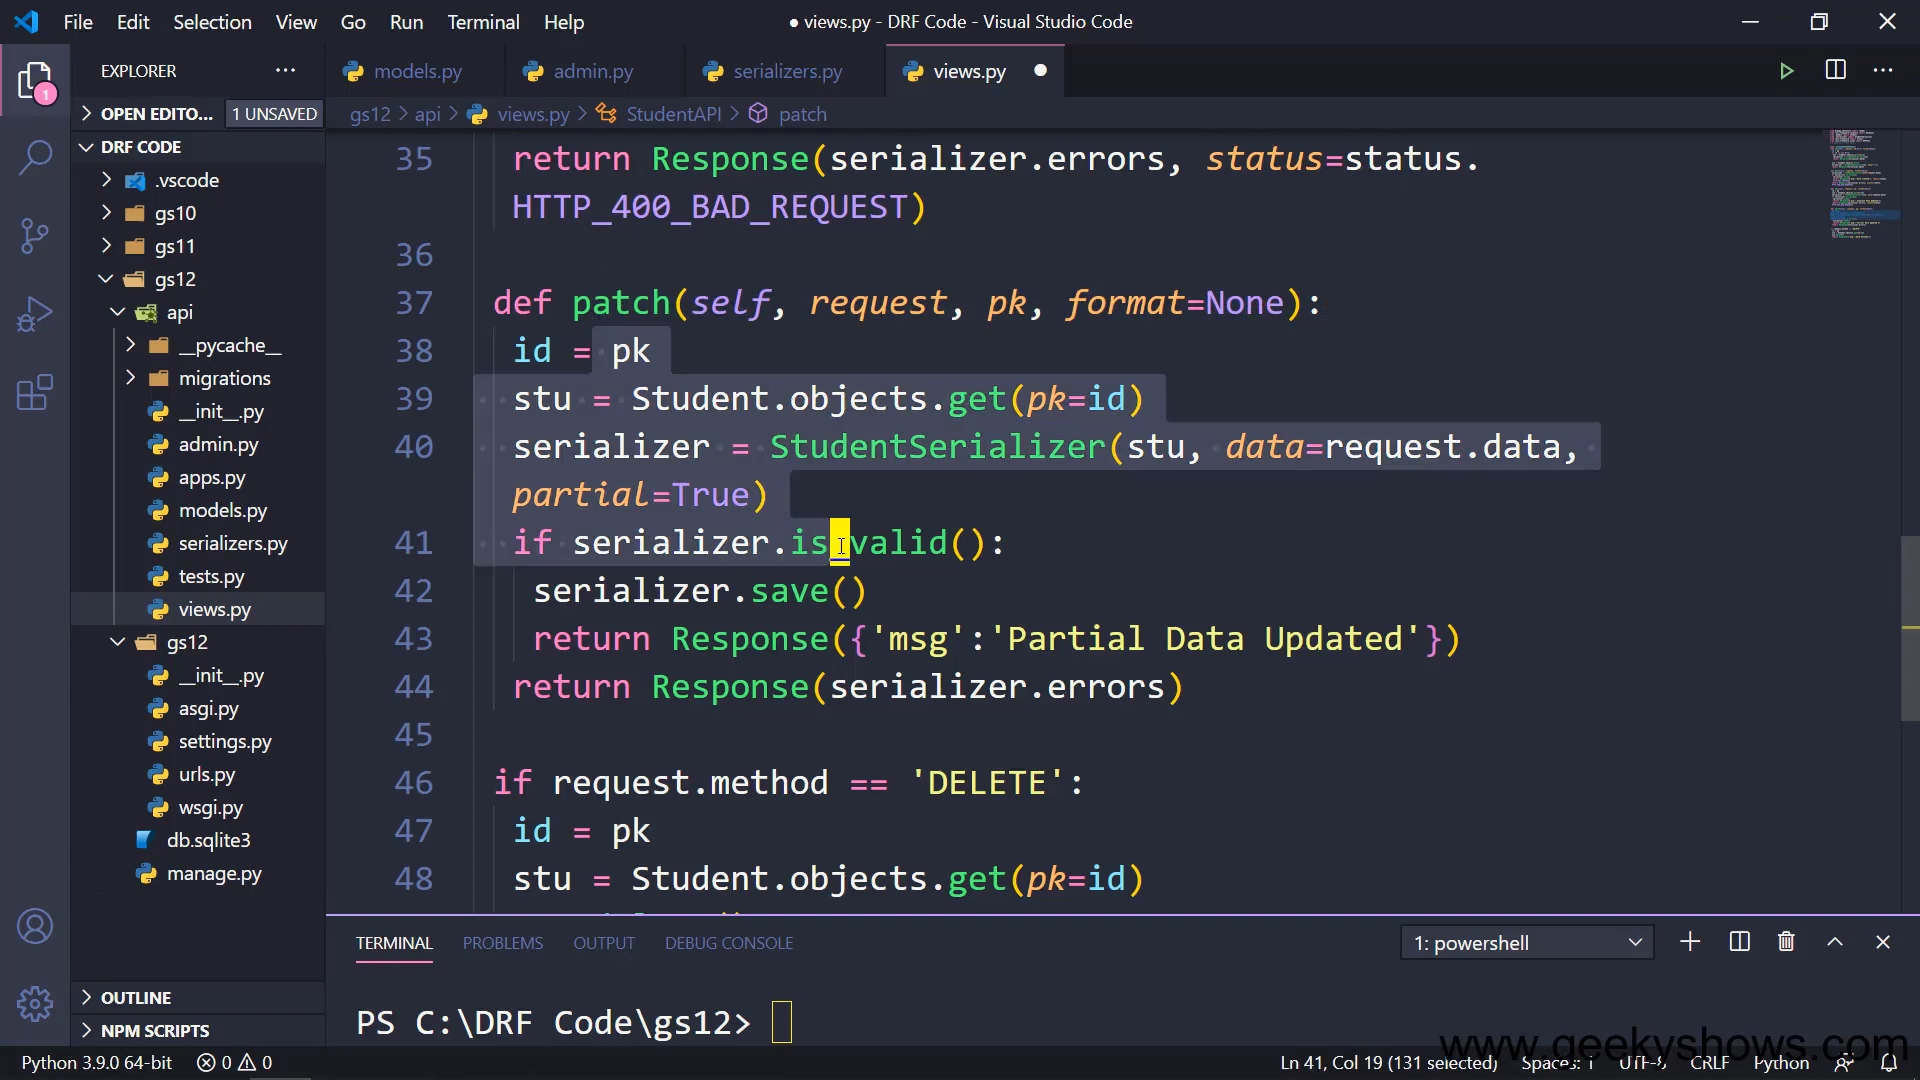 File Edit Selection View Go Run Terminal Help
● views.py - DRF Code - Visual Studio Code
EXPLORER
1
OPEN EDITO... 1 UNSAVED
DRF CODE
.vscode
gs10
gs11
gs12
api
__pycache__
migrations
__init__.py
admin.py
apps.py
models.py
serializers.py
tests.py
views.py
gs12
__init__.py
asgi.py
settings.py
urls.py
wsgi.py
db.sqlite3
manage.py
OUTLINE
NPM SCRIPTS
models.py admin.py serializers.py views.py
gs12 > api > views.py > StudentAPI > patch
35 return Response(serializer.errors, status=status.
HTTP_400_BAD_REQUEST)
36
37 def patch(self, request, pk, format=None):
38 id = pk
39 stu = Student.objects.get(pk=id)
40 serializer = StudentSerializer(stu, data=request.data,
partial=True)
41 if serializer.is_valid():
42 serializer.save()
43 return Response({'msg':'Partial Data Updated'})
44 return Response(serializer.errors)
45
46 if request.method == 'DELETE':
47 id = pk
48 stu = Student.objects.get(pk=id)
TERMINAL PROBLEMS OUTPUT DEBUG CONSOLE 1: powershell
PS C:\DRF Code\gs12>
www.geekyshows.com
Python 3.9.0 64-bit 0 0 Ln 41, Col 19 (131 selected) Spaces: 1 UTF-8 CRLF Python